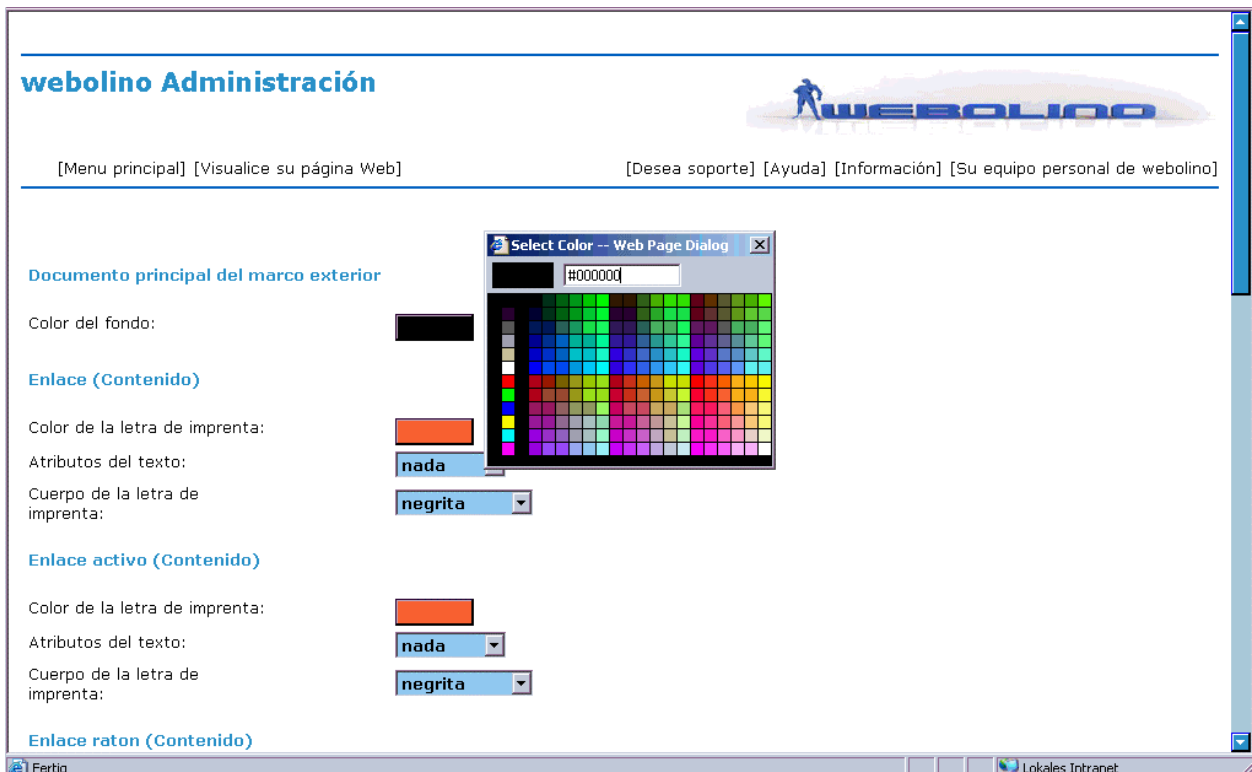 webolino Administración
WEBOLINO
[Menu principal] [Visualice su página Web]
[Desea soporte] [Ayuda] [Información] [Su equipo personal de webolino]
Select Color -- Web Page Dialog
#000000
Documento principal del marco exterior
Color del fondo:
Enlace (Contenido)
Color de la letra de imprenta:
Atributos del texto:
nada
Cuerpo de la letra de
imprenta:
negrita
Enlace activo (Contenido)
Color de la letra de imprenta:
Atributos del texto:
nada
Cuerpo de la letra de
imprenta:
negrita
Enlace raton (Contenido)
Fertig
Lokales Intranet